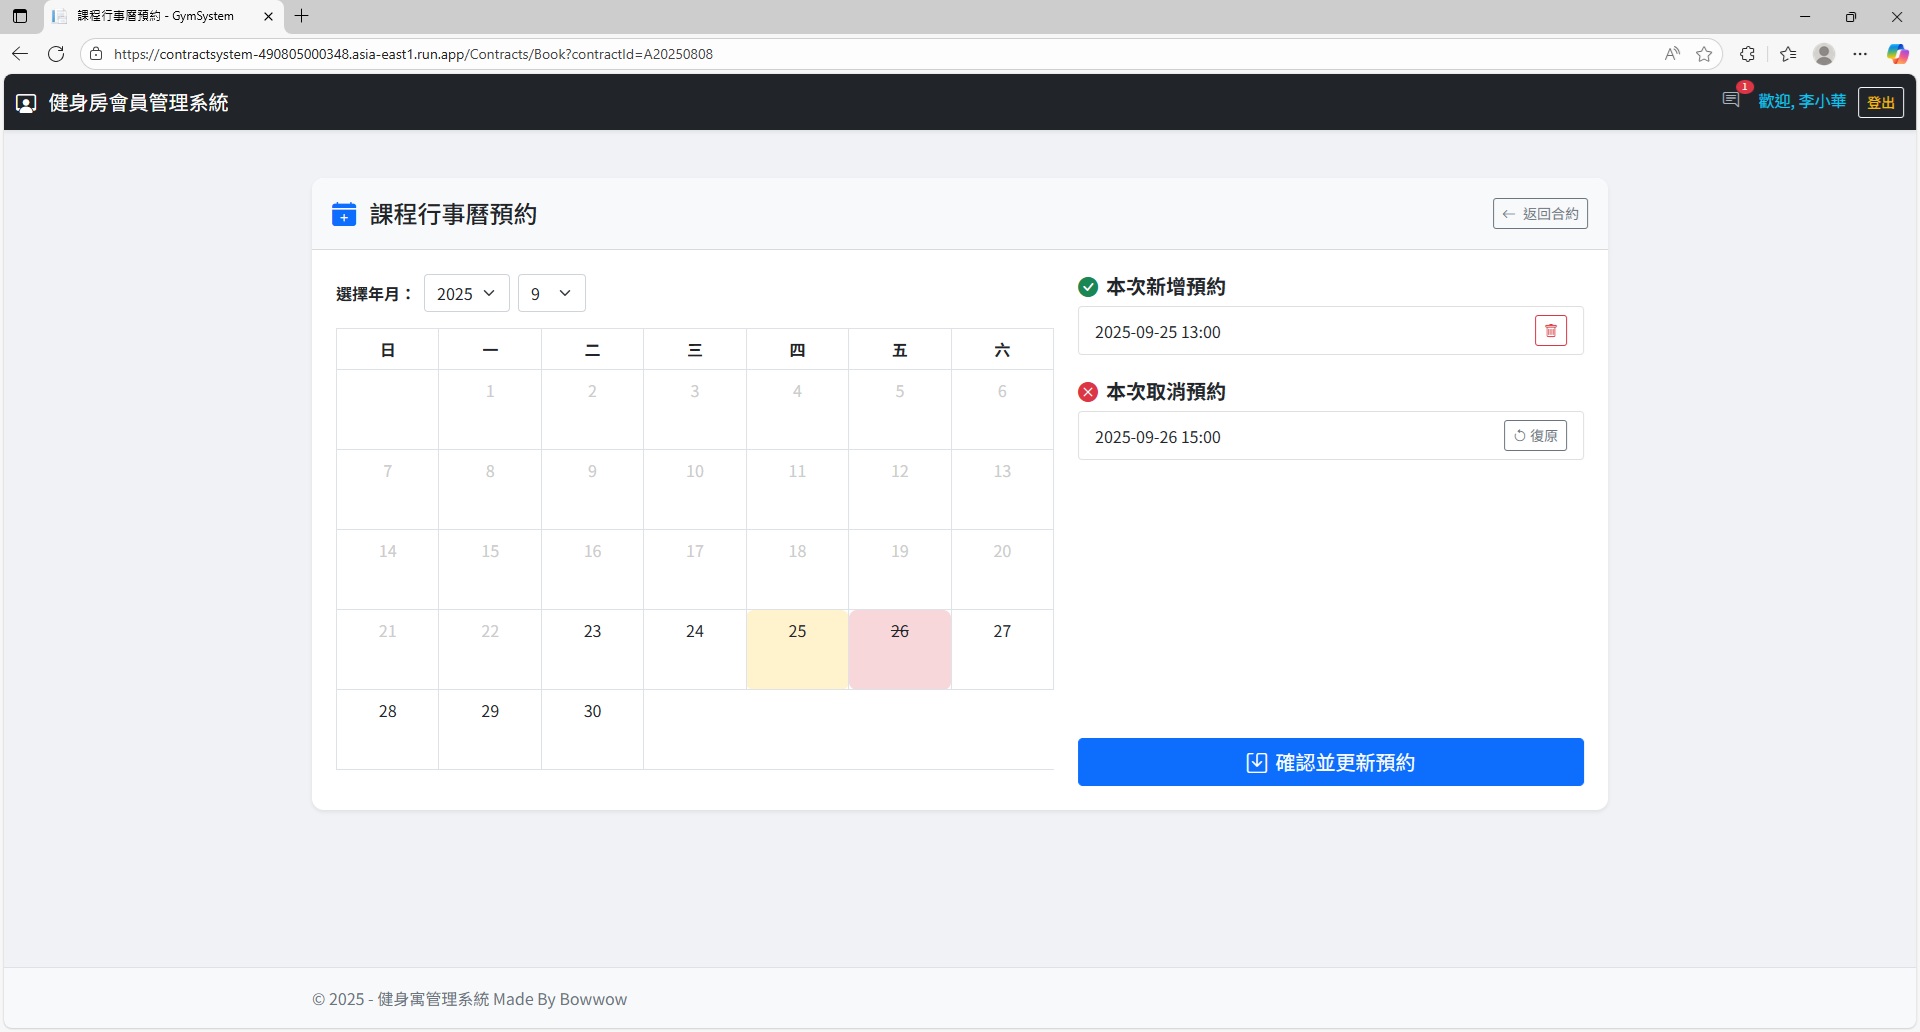 課程行事曆預約 - GymSystem
https://contractsystem-490805000348.asia-east1.run.app/Contracts/Book?contractId=A20250808
健身房會員管理系統
1
歡迎, 李小華
登出
課程行事曆預約
返回合約
選擇年月：
2025
9
日 一 二 三 四 五 六
1 2 3 4 5 6
7 8 9 10 11 12 13
14 15 16 17 18 19 20
21 22 23 24 25 26 27
28 29 30
本次新增預約
2025-09-25 13:00
本次取消預約
2025-09-26 15:00
復原
確認並更新預約
© 2025 - 健身寓管理系統 Made By Bowwow